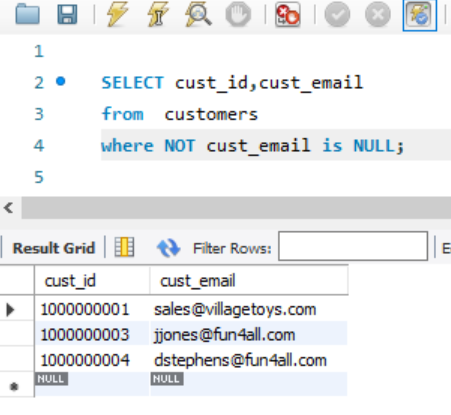 1
2 SELECT cust_id,cust_email
3 from customers
4 where NOT cust_email is NULL;
5
Result Grid Filter Rows: E
cust_id cust_email
1000000001 sales@villagetoys.com
1000000003 jjones@fun4all.com
1000000004 dstephens@fun4all.com
NULL NULL